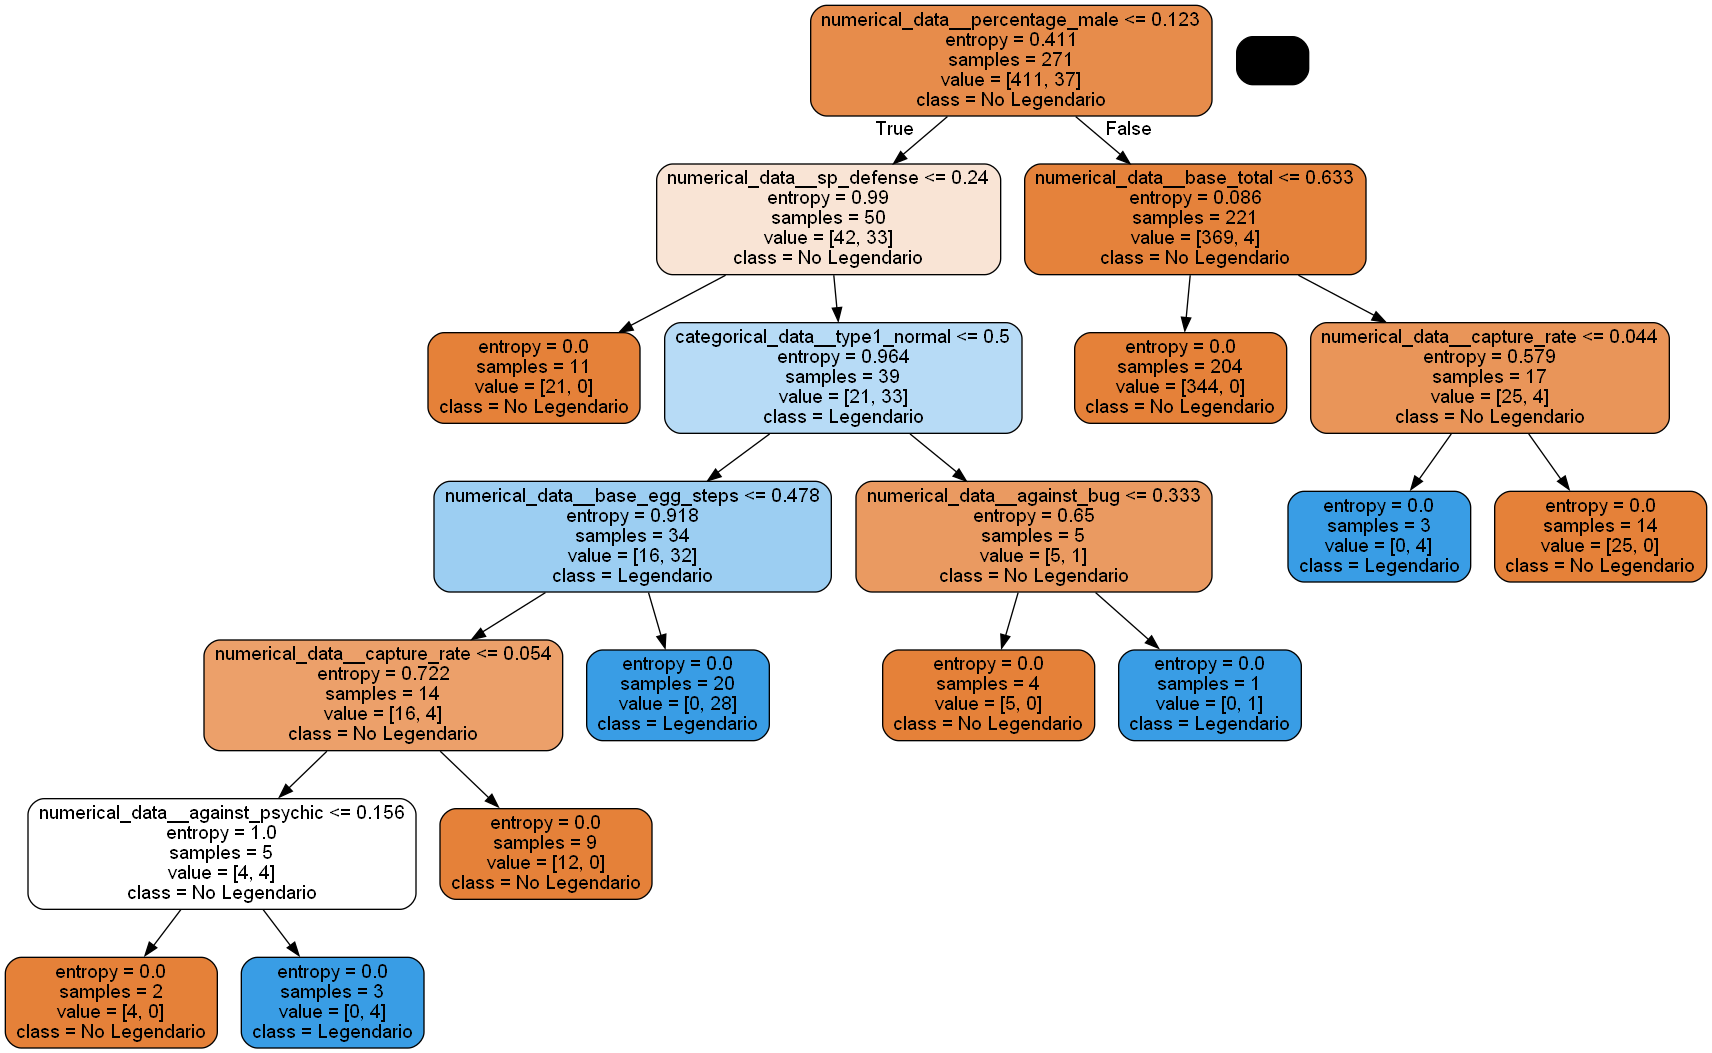 numerical_data__percentage_male <= 0.123
entropy = 0.411
samples = 271
value = [411, 37]
class = No Legendario
True
False
numerical_data__sp_defense <= 0.24
entropy = 0.99
samples = 50
value = [42, 33]
class = No Legendario
numerical_data__base_total <= 0.633
entropy = 0.086
samples = 221
value = [369, 4]
class = No Legendario
entropy = 0.0
samples = 11
value = [21, 0]
class = No Legendario
categorical_data__type1_normal <= 0.5
entropy = 0.964
samples = 39
value = [21, 33]
class = Legendario
entropy = 0.0
samples = 204
value = [344, 0]
class = No Legendario
numerical_data__capture_rate <= 0.044
entropy = 0.579
samples = 17
value = [25, 4]
class = No Legendario
numerical_data__base_egg_steps <= 0.478
entropy = 0.918
samples = 34
value = [16, 32]
class = Legendario
numerical_data__against_bug <= 0.333
entropy = 0.65
samples = 5
value = [5, 1]
class = No Legendario
entropy = 0.0
samples = 3
value = [0, 4]
class = Legendario
entropy = 0.0
samples = 14
value = [25, 0]
class = No Legendario
numerical_data__capture_rate <= 0.054
entropy = 0.722
samples = 14
value = [16, 4]
class = No Legendario
entropy = 0.0
samples = 20
value = [0, 28]
class = Legendario
entropy = 0.0
samples = 4
value = [5, 0]
class = No Legendario
entropy = 0.0
samples = 1
value = [0, 1]
class = Legendario
numerical_data__against_psychic <= 0.156
entropy = 1.0
samples = 5
value = [4, 4]
class = No Legendario
entropy = 0.0
samples = 9
value = [12, 0]
class = No Legendario
entropy = 0.0
samples = 2
value = [4, 0]
class = No Legendario
entropy = 0.0
samples = 3
value = [0, 4]
class = Legendario